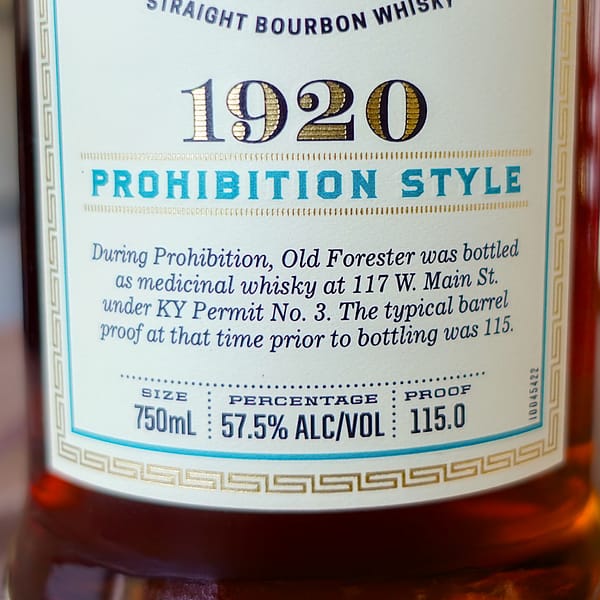 STRAIGHT BOURBON WHISKY
1920
PROHIBITION STYLE
During Prohibition, Old Forester was bottled
as medicinal whisky at 117 W. Main St.
under KY Permit No. 3. The typical barrel
proof at that time prior to bottling was 115.
SIZE PERCENTAGE PROOF
750mL 57.5% ALC/VOL 115.0
10045422